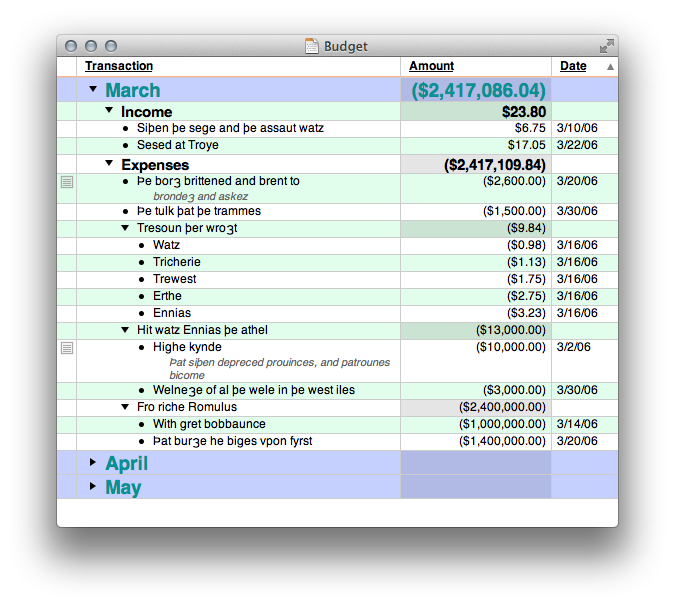 Budget
Transaction Amount Date
March ($2,417,086.04)
Income $23.80
Siþen þe sege and þe assaut watz $6.75 3/10/06
Sesed at Troye $17.05 3/22/06
Expenses ($2,417,109.84)
Þe borȝ brittened and brent to ($2,600.00) 3/20/06
brondeȝ and askez
Þe tulk þat þe trammes ($1,500.00) 3/30/06
Tresoun þer wroȝt ($9.84)
Watz ($0.98) 3/16/06
Tricherie ($1.13) 3/16/06
Trewest ($1.75) 3/16/06
Erthe ($2.75) 3/16/06
Ennias ($3.23) 3/16/06
Hit watz Ennias þe athel ($13,000.00)
Highe kynde ($10,000.00) 3/2/06
Þat siþen depreced prouinces, and patrounes
bicome
Welneȝe of al þe wele in þe west iles ($3,000.00) 3/30/06
Fro riche Romulus ($2,400,000.00)
With gret bobbaunce ($1,000,000.00) 3/14/06
Þat burȝe he biges vpon fyrst ($1,400,000.00) 3/20/06
April
May